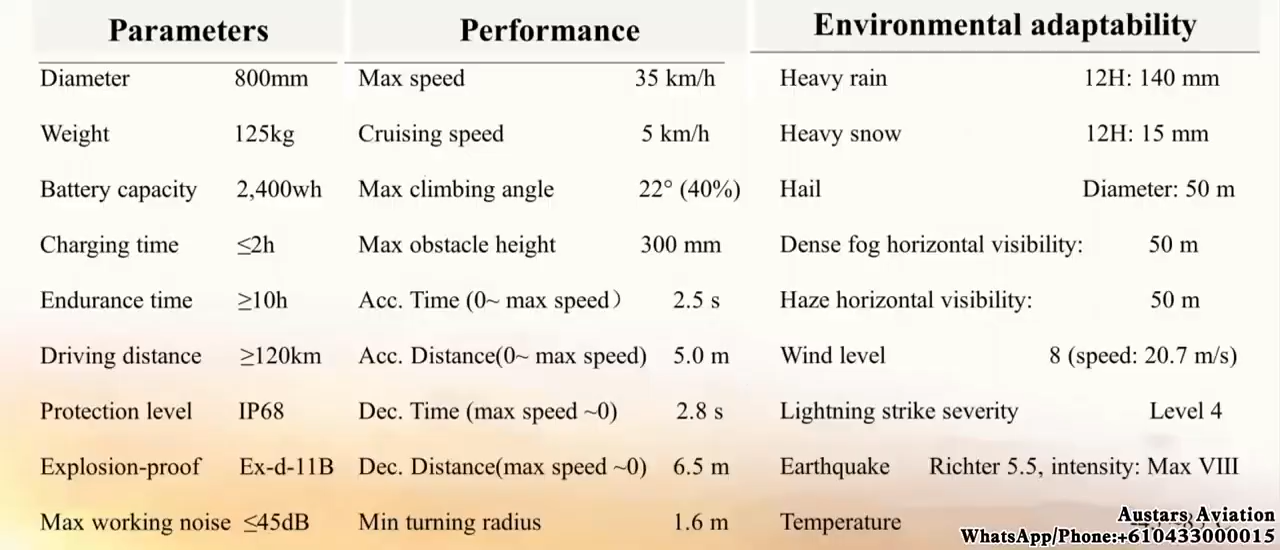 Parameters
Diameter 800mm
Weight 125kg
Battery capacity 2,400wh
Charging time ≤2h
Endurance time ≥10h
Driving distance ≥120km
Protection level IP68
Explosion-proof Ex-d-11B
Max working noise ≤45dB
Performance
Max speed 35 km/h
Cruising speed 5 km/h
Max climbing angle 22° (40%)
Max obstacle height 300 mm
Acc. Time (0~ max speed) 2.5 s
Acc. Distance(0~ max speed) 5.0 m
Dec. Time (max speed ~0) 2.8 s
Dec. Distance(max speed ~0) 6.5 m
Min turning radius 1.6 m
Environmental adaptability
Heavy rain 12H: 140 mm
Heavy snow 12H: 15 mm
Hail Diameter: 50 m
Dense fog horizontal visibility: 50 m
Haze horizontal visibility: 50 m
Wind level 8 (speed: 20.7 m/s)
Lightning strike severity Level 4
Earthquake Richter 5.5, intensity: Max VIII
Temperature
Austars Aviation
WhatsApp/Phone:+610433000015